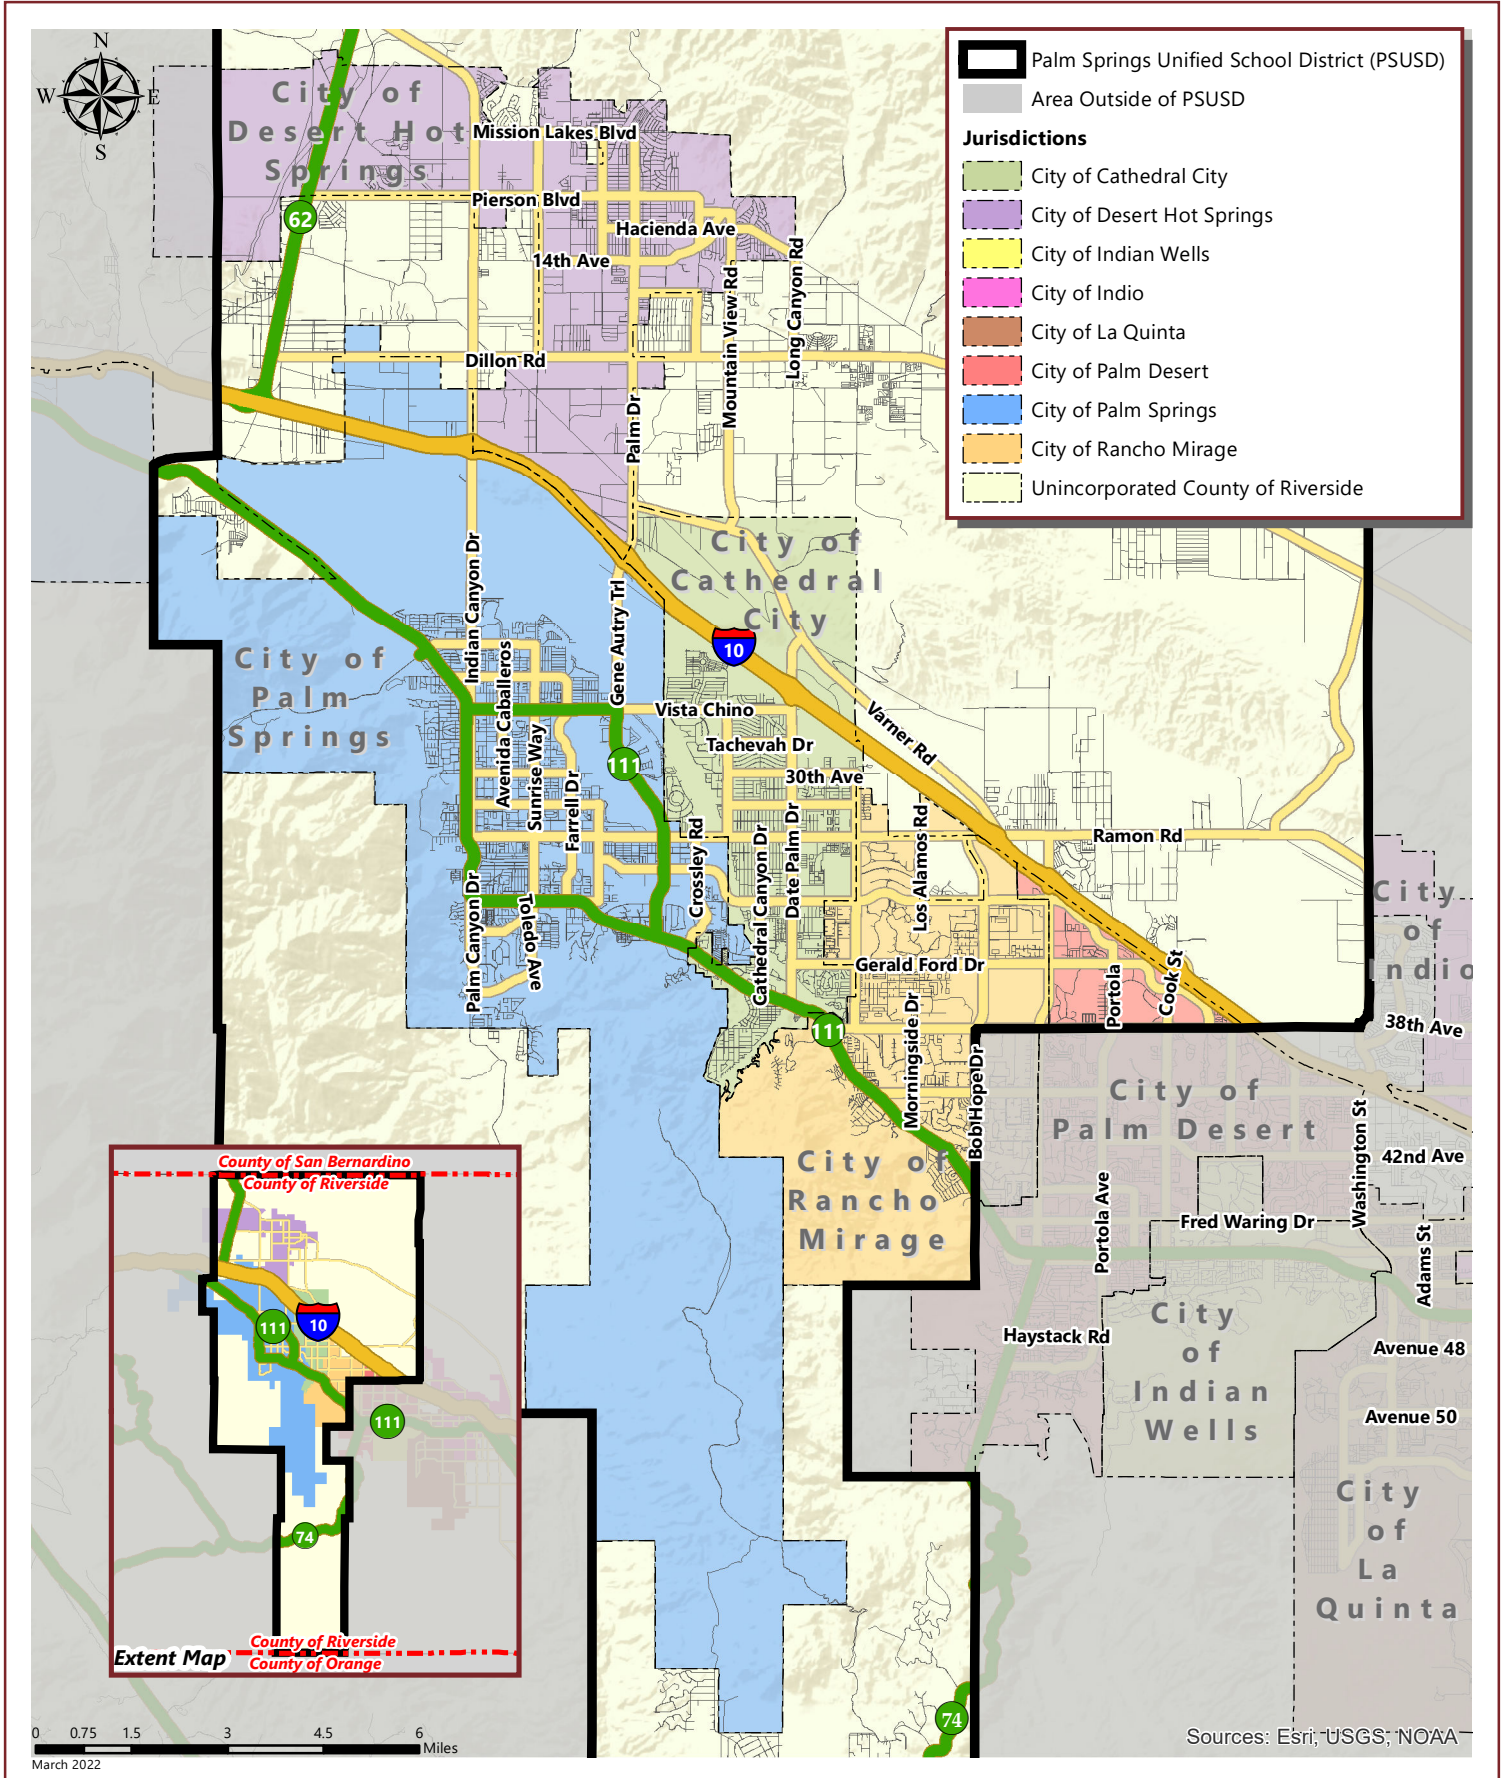 N
W E
S
Palm Springs Unified School District (PSUSD)
Area Outside of PSUSD
Jurisdictions
City of Cathedral City
City of Desert Hot Springs
City of Indian Wells
City of Indio
City of La Quinta
City of Palm Desert
City of Palm Springs
City of Rancho Mirage
Unincorporated County of Riverside
City of
Desert Hot
Springs
Mission Lakes Blvd
Pierson Blvd
62
Hacienda Ave
14th Ave
Long Canyon Rd
Mountain View Rd
Dillon Rd
Palm Dr
City of
Cathedral
City
Indian Canyon Dr
Gene Autry Trl
10
City of
Palm
Springs
Avenida Caballeros
Vista Chino
Varner Rd
Tachevah Dr
Sunrise Way
111
30th Ave
Farrell Dr
Crossley Rd
Cathedral Canyon Dr
Date Palm Dr
Los Alamos Rd
Ramon Rd
City
of
Indio
Palm Canyon Dr
Toledo Ave
Gerald Ford Dr
Portola
Cook St
Morningside Dr
111
38th Ave
Bob Hope Dr
City of
Palm Desert
Washington St
42nd Ave
City of
Rancho
Mirage
Portola Ave
Fred Waring Dr
Adams St
Haystack Rd
City
of
Indian
Wells
Avenue 48
Avenue 50
City
of
La
Quinta
74
County of San Bernardino
County of Riverside
111
10
111
74
County of Riverside
County of Orange
Extent Map
0 0.75 1.5 3 4.5 6
Miles
March 2022
Sources: Esri, USGS, NOAA